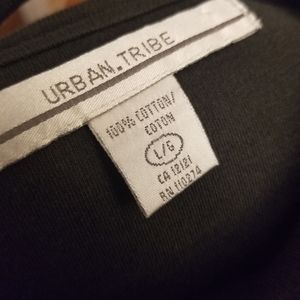 URBAN.TRIBE
100% COTTON/
COTON
L/G
CA 12121
RN 110274